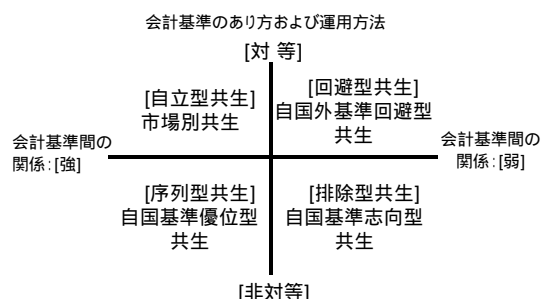 会計基準のあり方および運用方法
[対 等]
[自立型共生]
市場別共生
[回避型共生]
自国外基準回避型
共生
会計基準間の
関係:[強]
会計基準間の
関係:[弱]
[序列型共生]
自国基準優位型
共生
[排除型共生]
自国基準志向型
共生
[非対等]